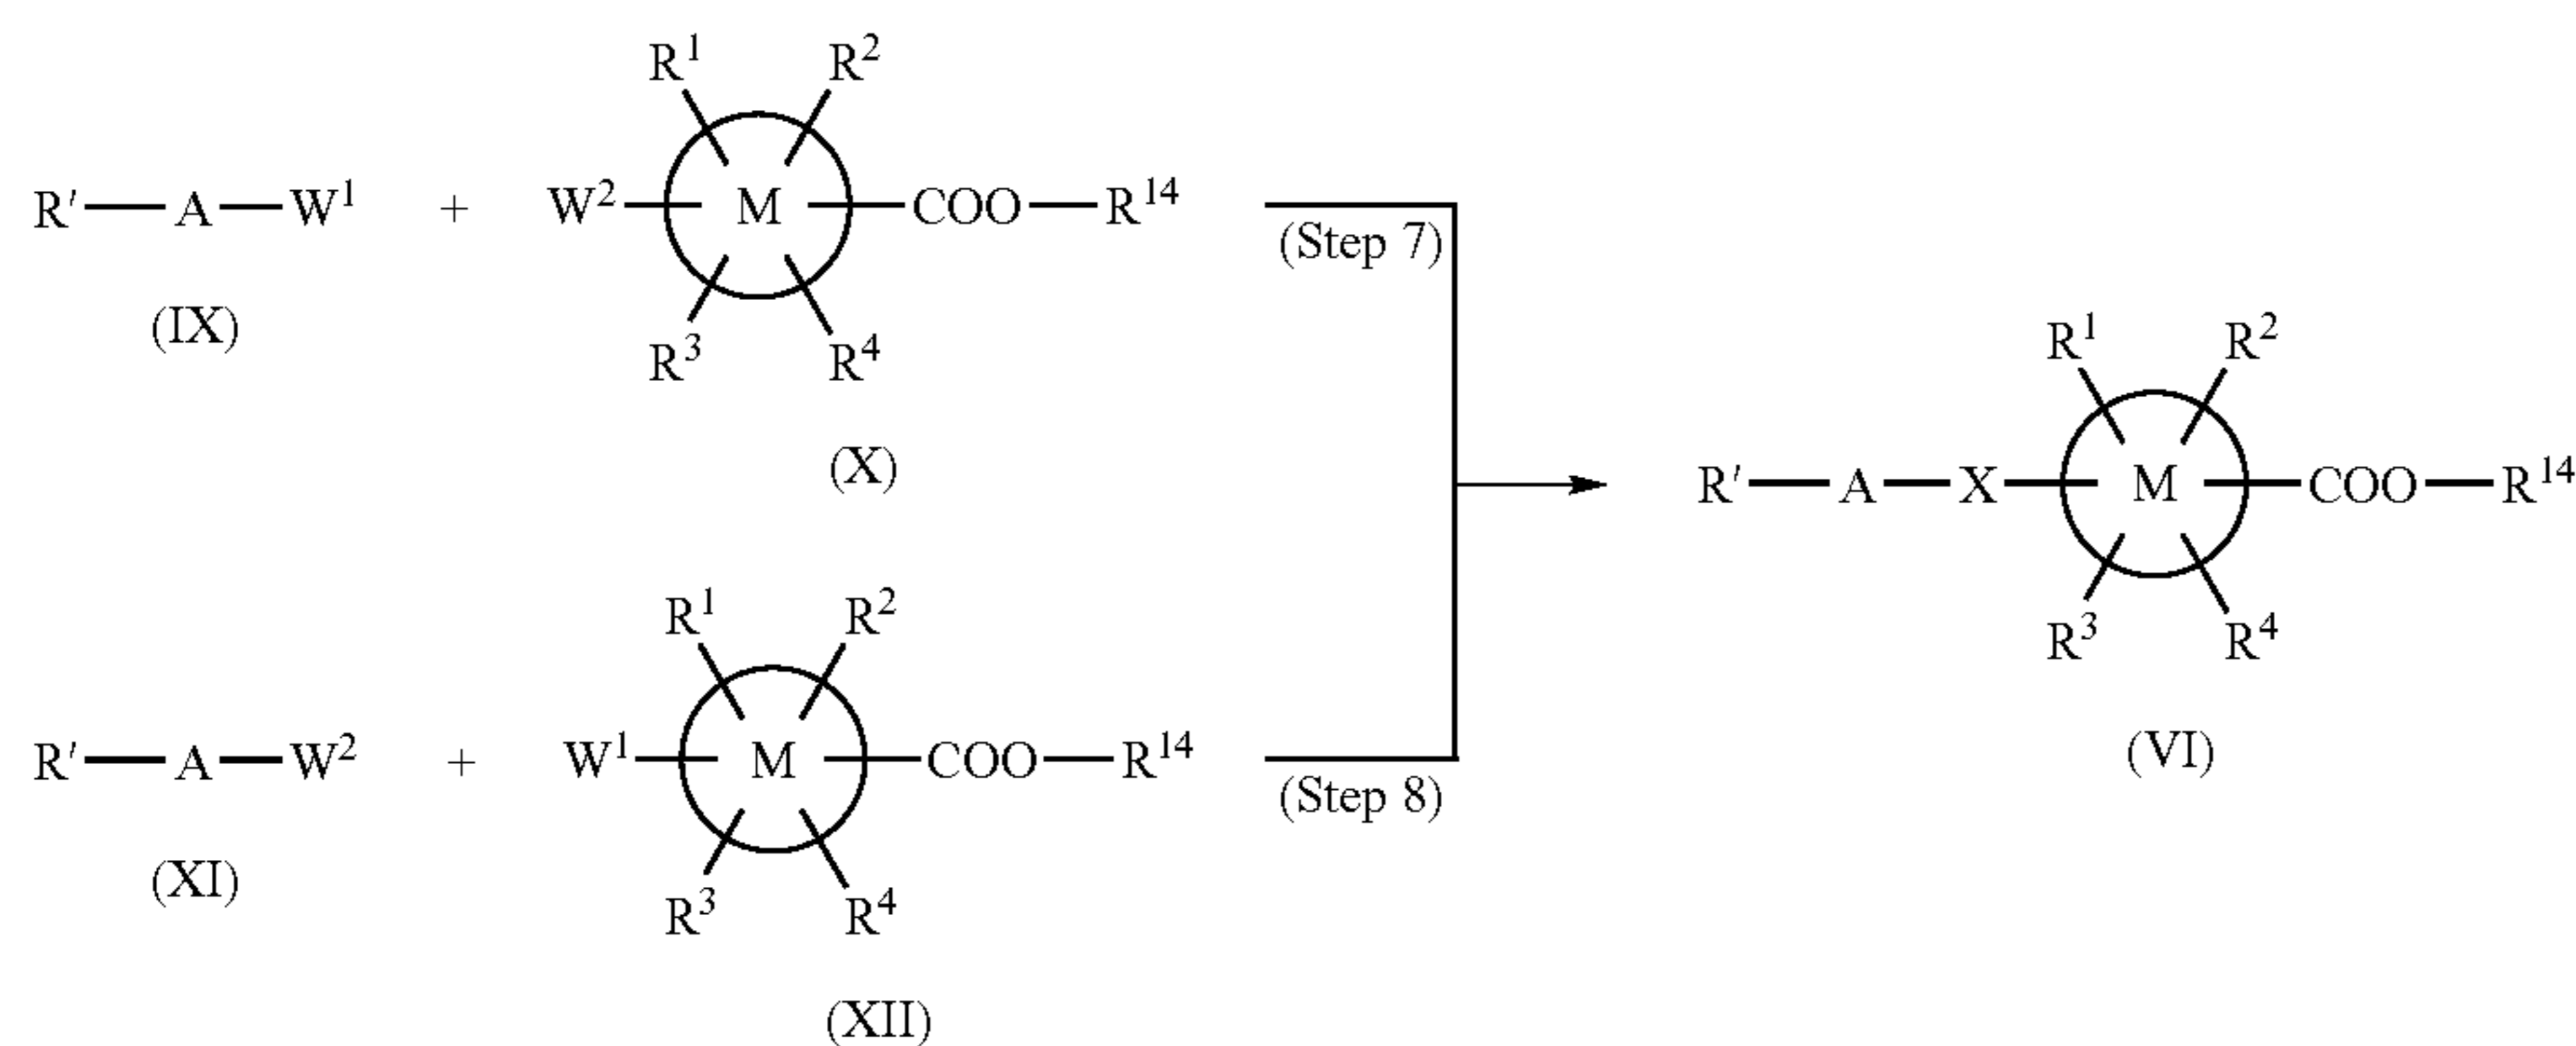 R¹ R²
R′—A—W¹ + W²—M—COO—R¹⁴ (Step 7)
(IX) R³ R⁴
(X)
R¹ R²
R′—A—X—M—COO—R¹⁴
R³ R⁴
(VI)
R¹ R²
R′—A—W² + W¹—M—COO—R¹⁴ (Step 8)
(XI) R³ R⁴
(XII)